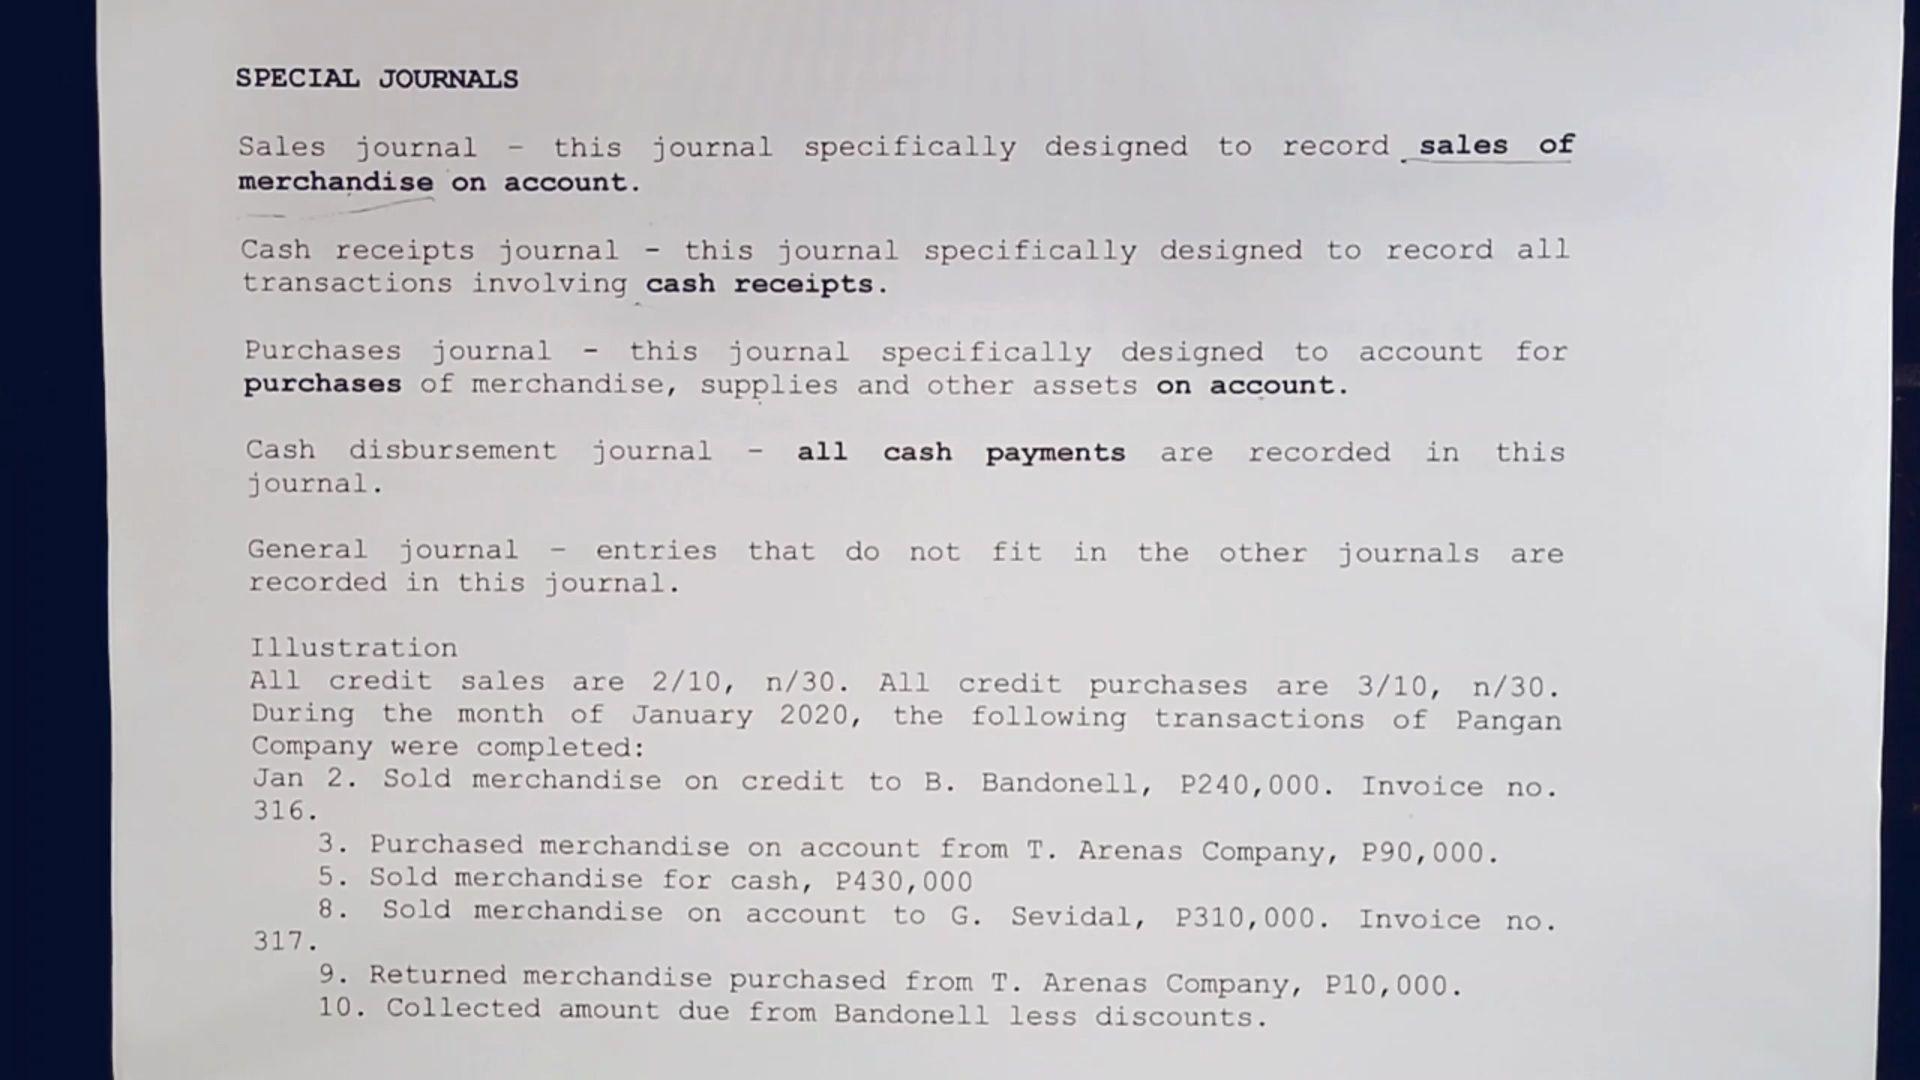 SPECIAL JOURNALS
Sales journal - this journal specifically designed to record sales of
merchandise on account.
Cash receipts journal - this journal specifically designed to record all
transactions involving cash receipts.
Purchases journal - this journal specifically designed to account for
purchases of merchandise, supplies and other assets on account.
Cash disbursement journal - all cash payments are recorded in this
journal.
General journal - entries that do not fit in the other journals are
recorded in this journal.
Illustration
All credit sales are 2/10, n/30. All credit purchases are 3/10, n/30.
During the month of January 2020, the following transactions of Pangan
Company were completed:
Jan 2. Sold merchandise on credit to B. Bandonell, P240,000. Invoice no.
316.
3. Purchased merchandise on account from T. Arenas Company, P90,000.
5. Sold merchandise for cash, P430,000
8. Sold merchandise on account to G. Sevidal, P310,000. Invoice no.
317.
9. Returned merchandise purchased from T. Arenas Company, P10,000.
10. Collected amount due from Bandonell less discounts.